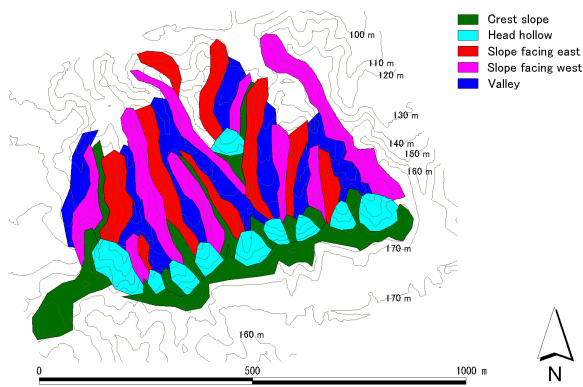 Crest slope
Head hollow
Slope facing east
Slope facing west
Valley
100 m
110 m
120 m
130 m
140 m
150 m
160 m
170 m
170 m
160 m
0 500 1000 m
N